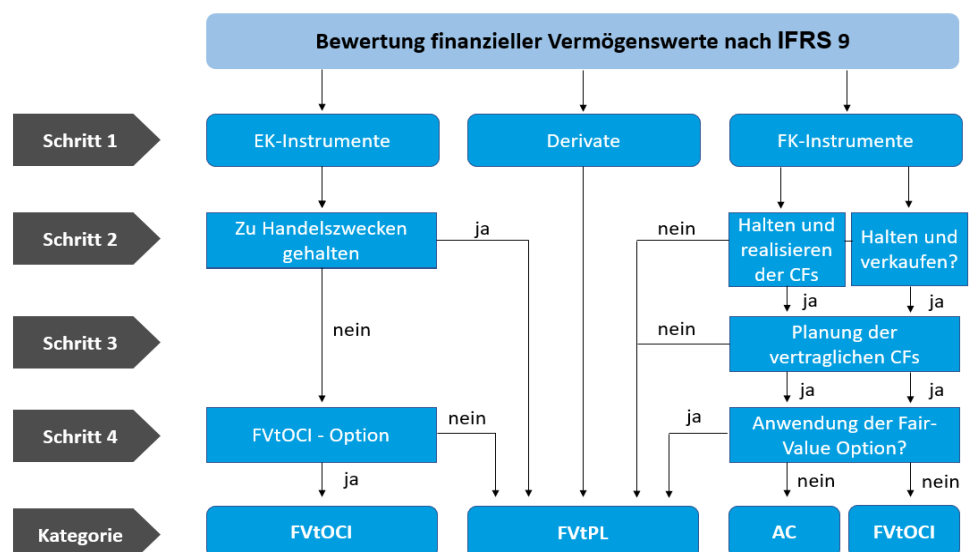 Bewertung finanzieller Vermögenswerte nach IFRS 9
Schritt 1
EK-Instrumente
Derivate
FK-Instrumente
Schritt 2
Zu Handelszwecken
gehalten
ja
nein
Halten und
realisieren
der CFs
Halten und
verkaufen?
ja
ja
nein
Schritt 3
nein
Planung der
vertraglichen CFs
ja
ja
Schritt 4
FVtOCI - Option
nein
ja
Anwendung der Fair-
Value Option?
ja
nein
nein
Kategorie
FVtOCI
FVtPL
AC
FVtOCI